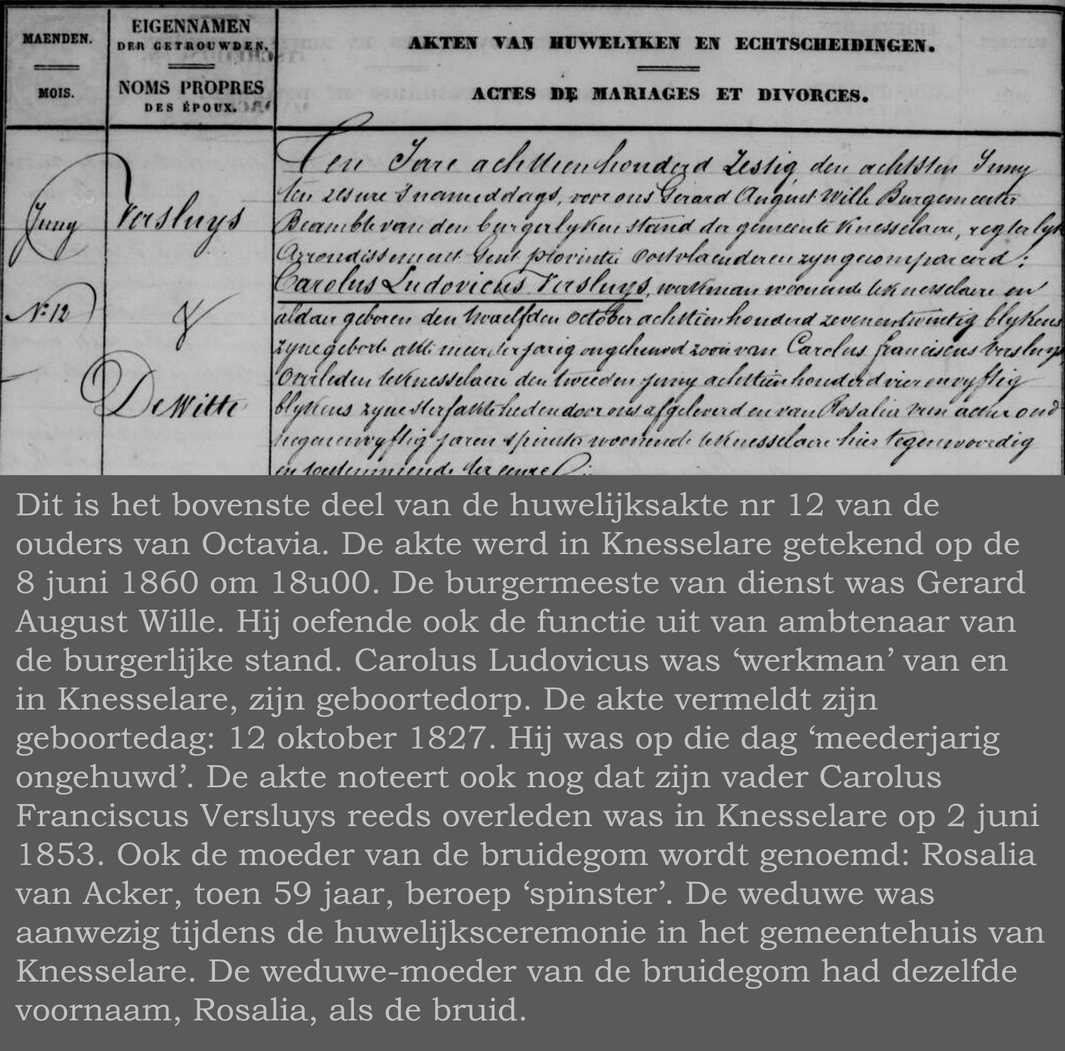 MAENDEN.
MOIS.
EIGENNAMEN
DER GETROUWDEN.
NOMS PROPRES
DES ÉPOUX.
AKTEN VAN HUWELYKEN EN ECHTSCHEIDINGEN.
ACTES DE MARIAGES ET DIVORCES.
Juny
N: 12
Versluys
&
De Witte
Ten Jare achttienhonderd Zestig, den achtsten Juny
ten zes ure s'namiddags, voor ons Gerard August Wille Burgemeester
Beambte van den burgerlyken stand der gemeente Knesselaere, regterlyk
Arrondissement Gent provintie Oostvlaenderen zyn gecompareerd:
Carolus Ludovicus Versluys, werkman woonende te Knesselaere en
aldaer geboren den twaelfden October achttienhonderd zevenentwintig blykens
zyne geborte akte meerderjarig ongehuwd zoon van Carolus franciscus Versluys
Overleden te Knesselaere den tweeden Juny achttienhonderd vierenvyftig
blykens zyne sterfakte heden door ons afgeleverd en van Rosalia van acker oud
negenenvyftig jaren spinster woonende te Knesselaere hier tegenwoordig
en toestemmende ter eenre
Dit is het bovenste deel van de huwelijksakte nr 12 van de
ouders van Octavia. De akte werd in Knesselare getekend op de
8 juni 1860 om 18u00. De burgermeeste van dienst was Gerard
August Wille. Hij oefende ook de functie uit van ambtenaar van
de burgerlijke stand. Carolus Ludovicus was ‘werkman’ van en
in Knesselare, zijn geboortedorp. De akte vermeldt zijn
geboortedag: 12 oktober 1827. Hij was op die dag ‘meederjarig
ongehuwd’. De akte noteert ook nog dat zijn vader Carolus
Franciscus Versluys reeds overleden was in Knesselare op 2 juni
1853. Ook de moeder van de bruidegom wordt genoemd: Rosalia
van Acker, toen 59 jaar, beroep ‘spinster’. De weduwe was
aanwezig tijdens de huwelijksceremonie in het gemeentehuis van
Knesselare. De weduwe-moeder van de bruidegom had dezelfde
voornaam, Rosalia, als de bruid.